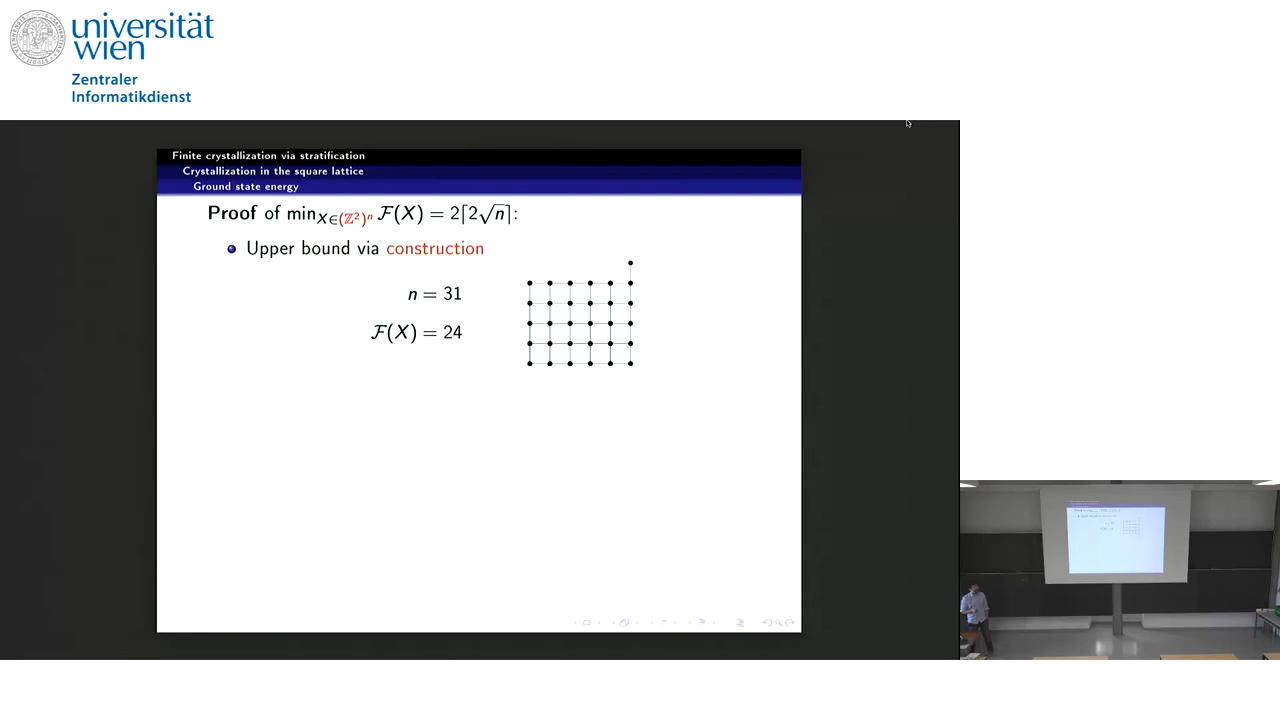 universität
wien
Zentraler
Informatikdienst
Finite crystallization via stratification
Crystallization in the square lattice
Ground state energy
Proof of min_{X∈(ℤ²)ⁿ} ℱ(X) = 2⌈2√n⌉:
Upper bound via construction
n = 31
ℱ(X) = 24